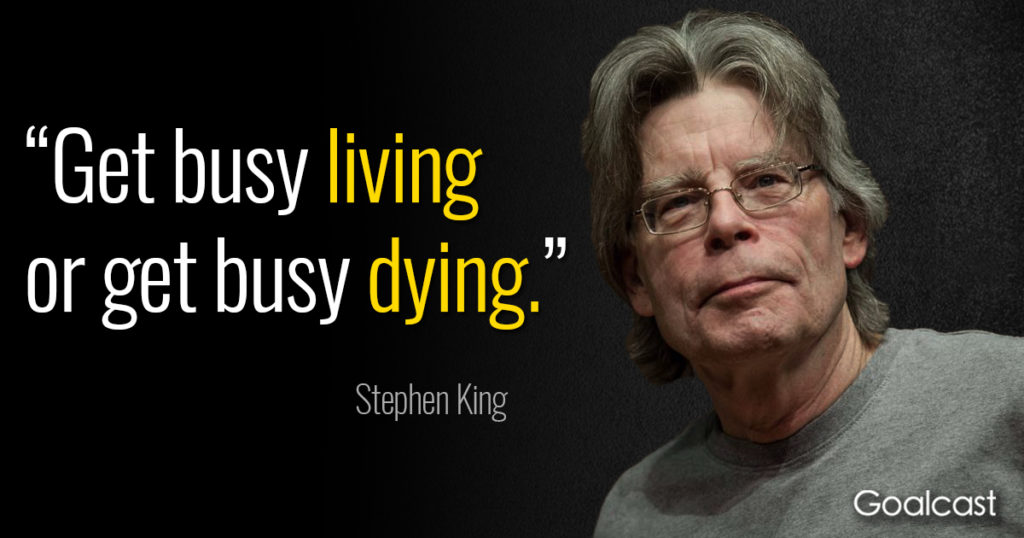 “Get busy living
or get busy dying.”
Stephen King
Goalcast